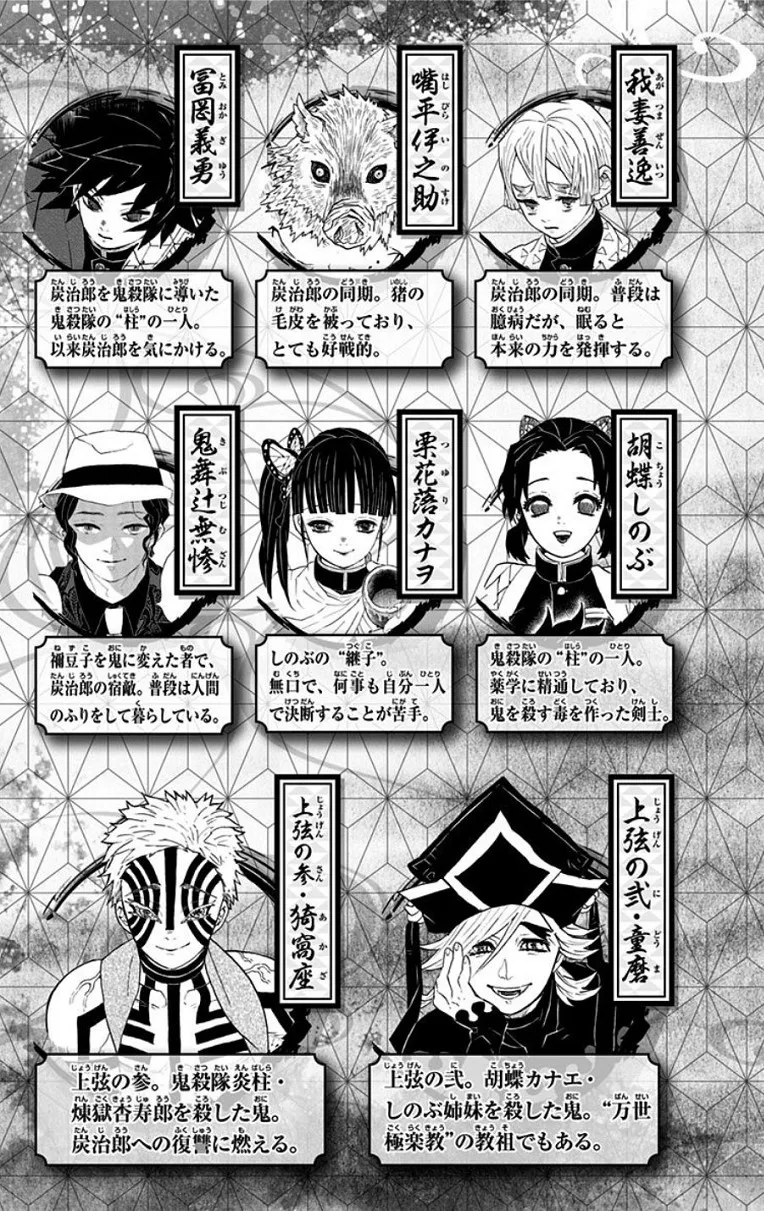 我妻善逸
炭治郎の同期。普段は
臆病だが、眠ると
本来の力を発揮する。
嘴平伊之助
炭治郎の同期。猪の
毛皮を被っており、
とても好戦的。
冨岡義勇
炭治郎を鬼殺隊に導いた
鬼殺隊の“柱”の一人。
以来炭治郎を気にかける。
胡蝶しのぶ
鬼殺隊の“柱”の一人。
薬学に精通しており、
鬼を殺す毒を作った剣士。
栗花落カナヲ
しのぶの“継子”。
無口で、何事も自分一人
で決断することが苦手。
鬼舞辻無惨
禰豆子を鬼に変えた者で、
炭治郎の宿敵。普段は人間
のふりをして暮らしている。
上弦の弐・童磨
上弦の弐。胡蝶カナエ・
しのぶ姉妹を殺した鬼。“万世
極楽教”の教祖でもある。
上弦の参・猗窩座
上弦の参。鬼殺隊炎柱・
煉獄杏寿郎を殺した鬼。
炭治郎への復讐に燃える。